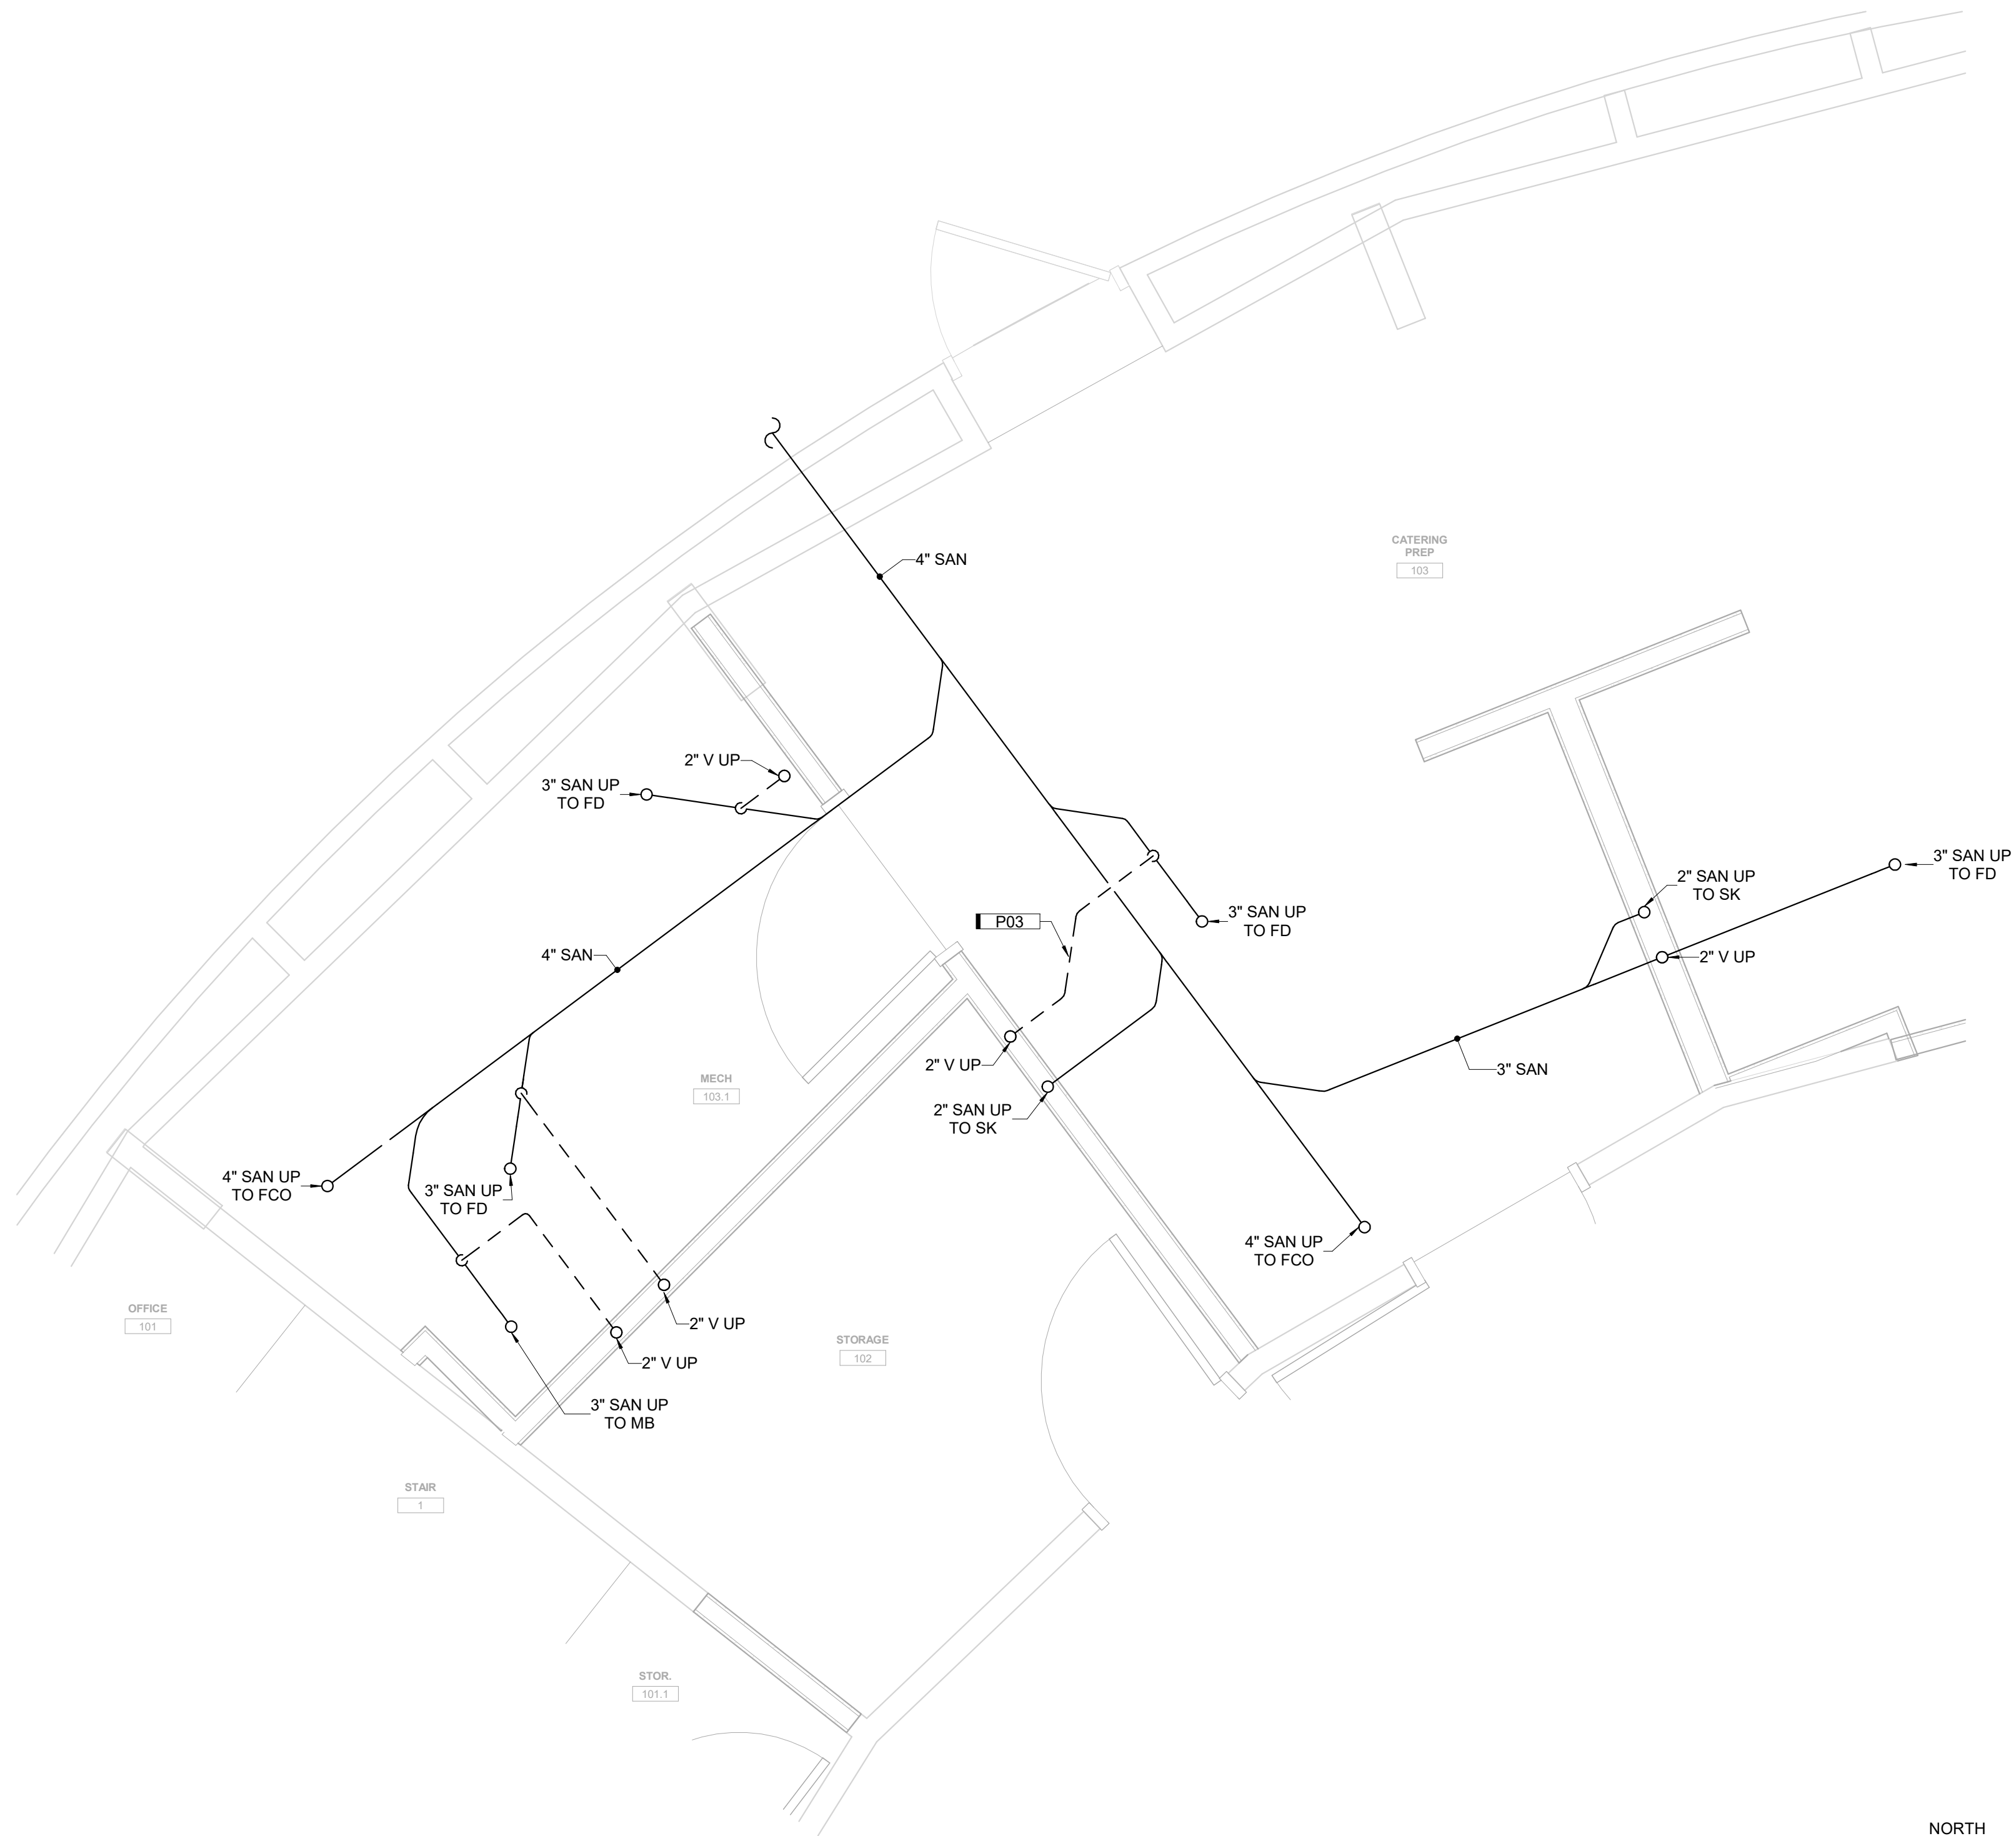 4" SAN
CATERING
PREP
103
2" V UP
3" SAN UP
TO FD
3" SAN UP
TO FD
2" SAN UP
TO SK
3" SAN UP
TO FD
P03
4" SAN
2" V UP
2" V UP
3" SAN
MECH
103.1
2" SAN UP
TO SK
4" SAN UP
TO FCO
3" SAN UP
TO FD
4" SAN UP
TO FCO
OFFICE
101
2" V UP
STORAGE
102
2" V UP
3" SAN UP
TO MB
STAIR
1
STOR.
101.1
NORTH